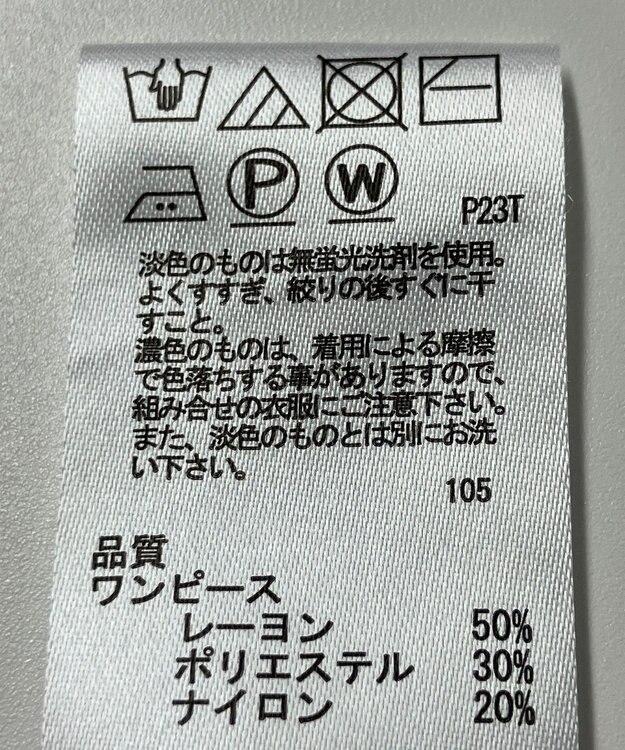 P W P23T
淡色のものは無蛍光洗剤を使用。
よくすすぎ、絞りの後すぐに干
すこと。
濃色のものは、着用による摩擦
で色落ちする事がありますので、
組み合せの衣服にご注意下さい。
また、淡色のものとは別にお洗
い下さい。
105
品質
ワンピース
レーヨン 50%
ポリエステル 30%
ナイロン 20%